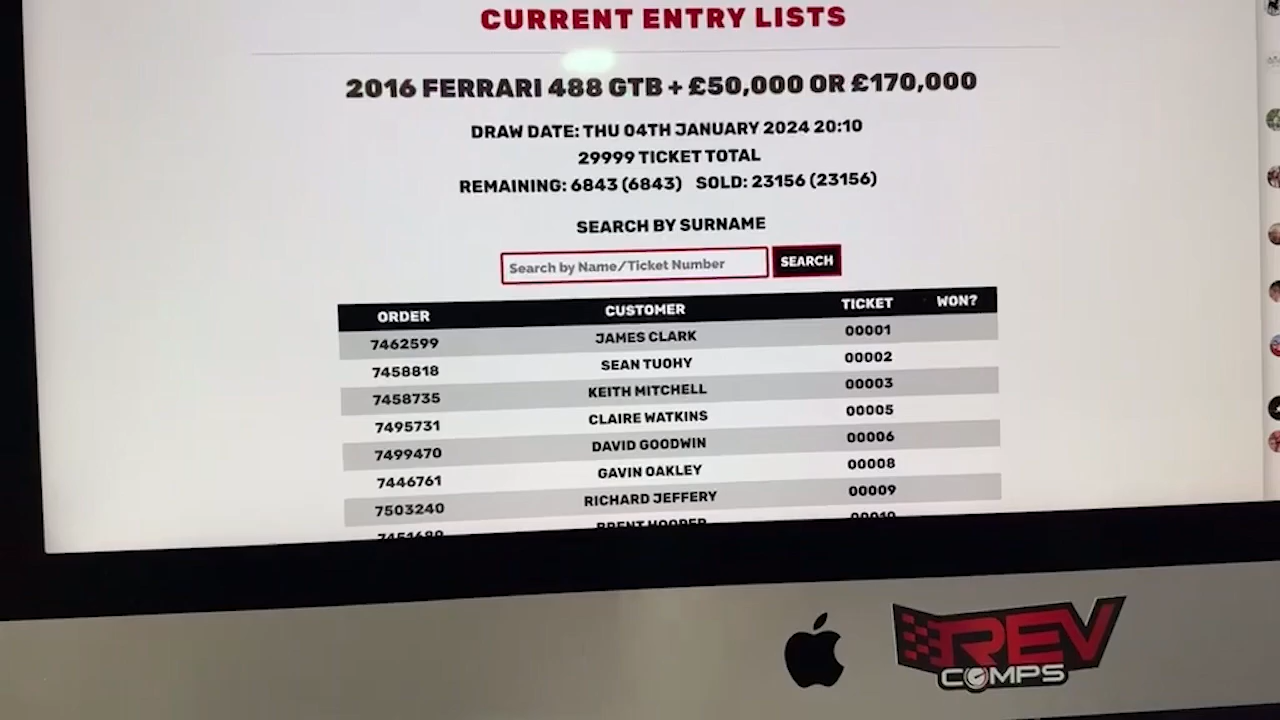 CURRENT ENTRY LISTS
2016 FERRARI 488 GTB + £50,000 OR £170,000
DRAW DATE: THU 04TH JANUARY 2024 20:10
29999 TICKET TOTAL
REMAINING: 6843 (6843) SOLD: 23156 (23156)
SEARCH BY SURNAME
Search by Name/Ticket Number SEARCH
ORDER CUSTOMER TICKET WON?
7462599 JAMES CLARK 00001
7458818 SEAN TUOHY 00002
7458735 KEITH MITCHELL 00003
7495731 CLAIRE WATKINS 00005
7499470 DAVID GOODWIN 00006
7446761 GAVIN OAKLEY 00008
7503240 RICHARD JEFFERY 00009
BRENT HOOPER 00010
REV
COMPS